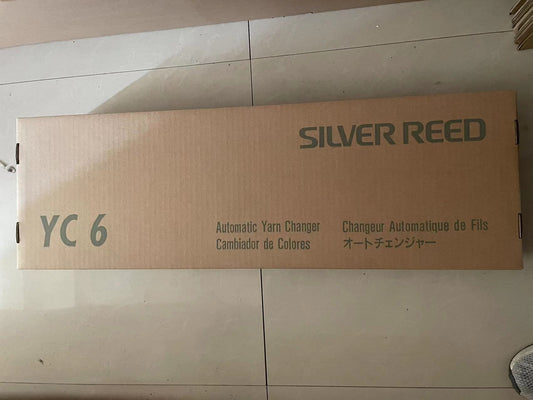 SILVER REED
YC 6
Automatic Yarn Changer
Cambiador de Colores
Changeur Automatique de Fils
オートチェンジャー